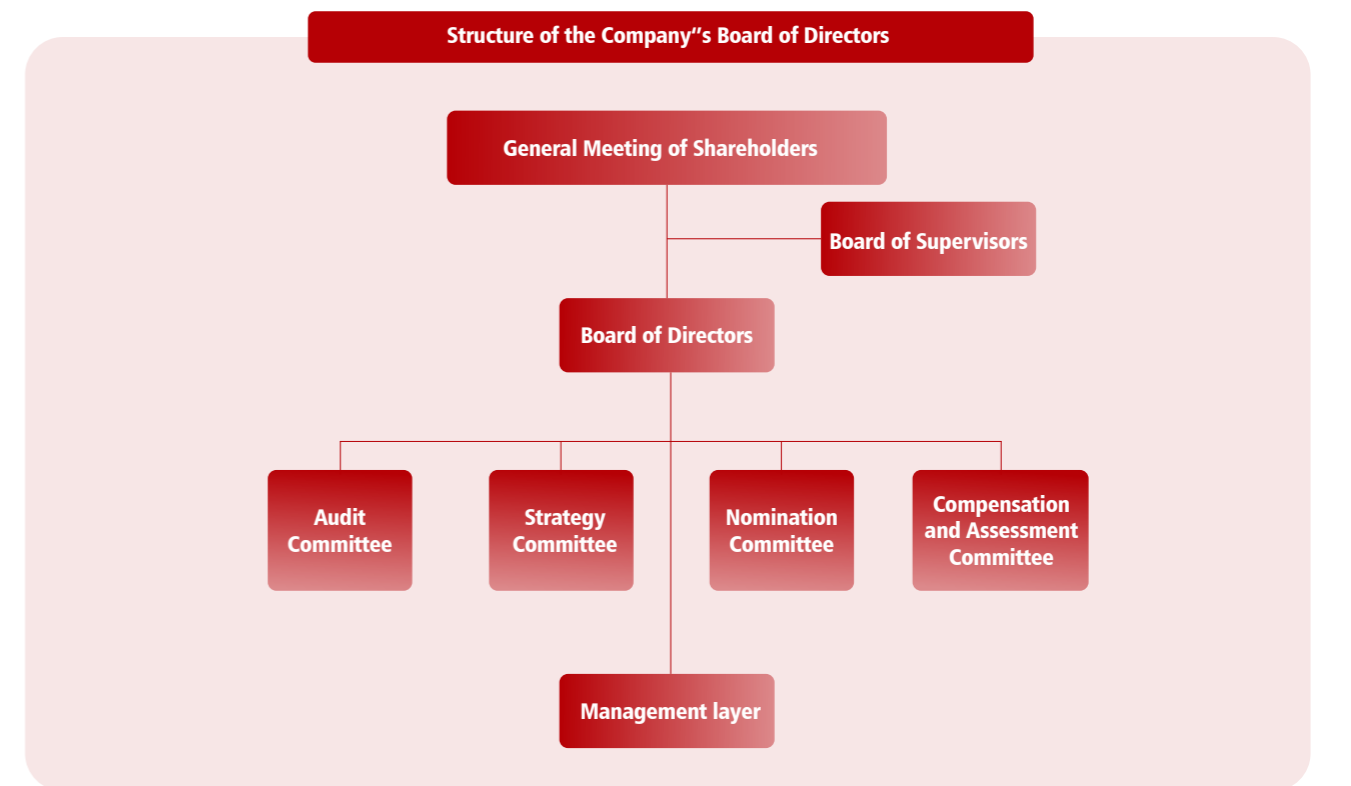 Structure of the Company“s Board of Directors
General Meeting of Shareholders
Board of Supervisors
Board of Directors
Audit
Committee
Strategy
Committee
Nomination
Committee
Compensation
and Assessment
Committee
Management layer